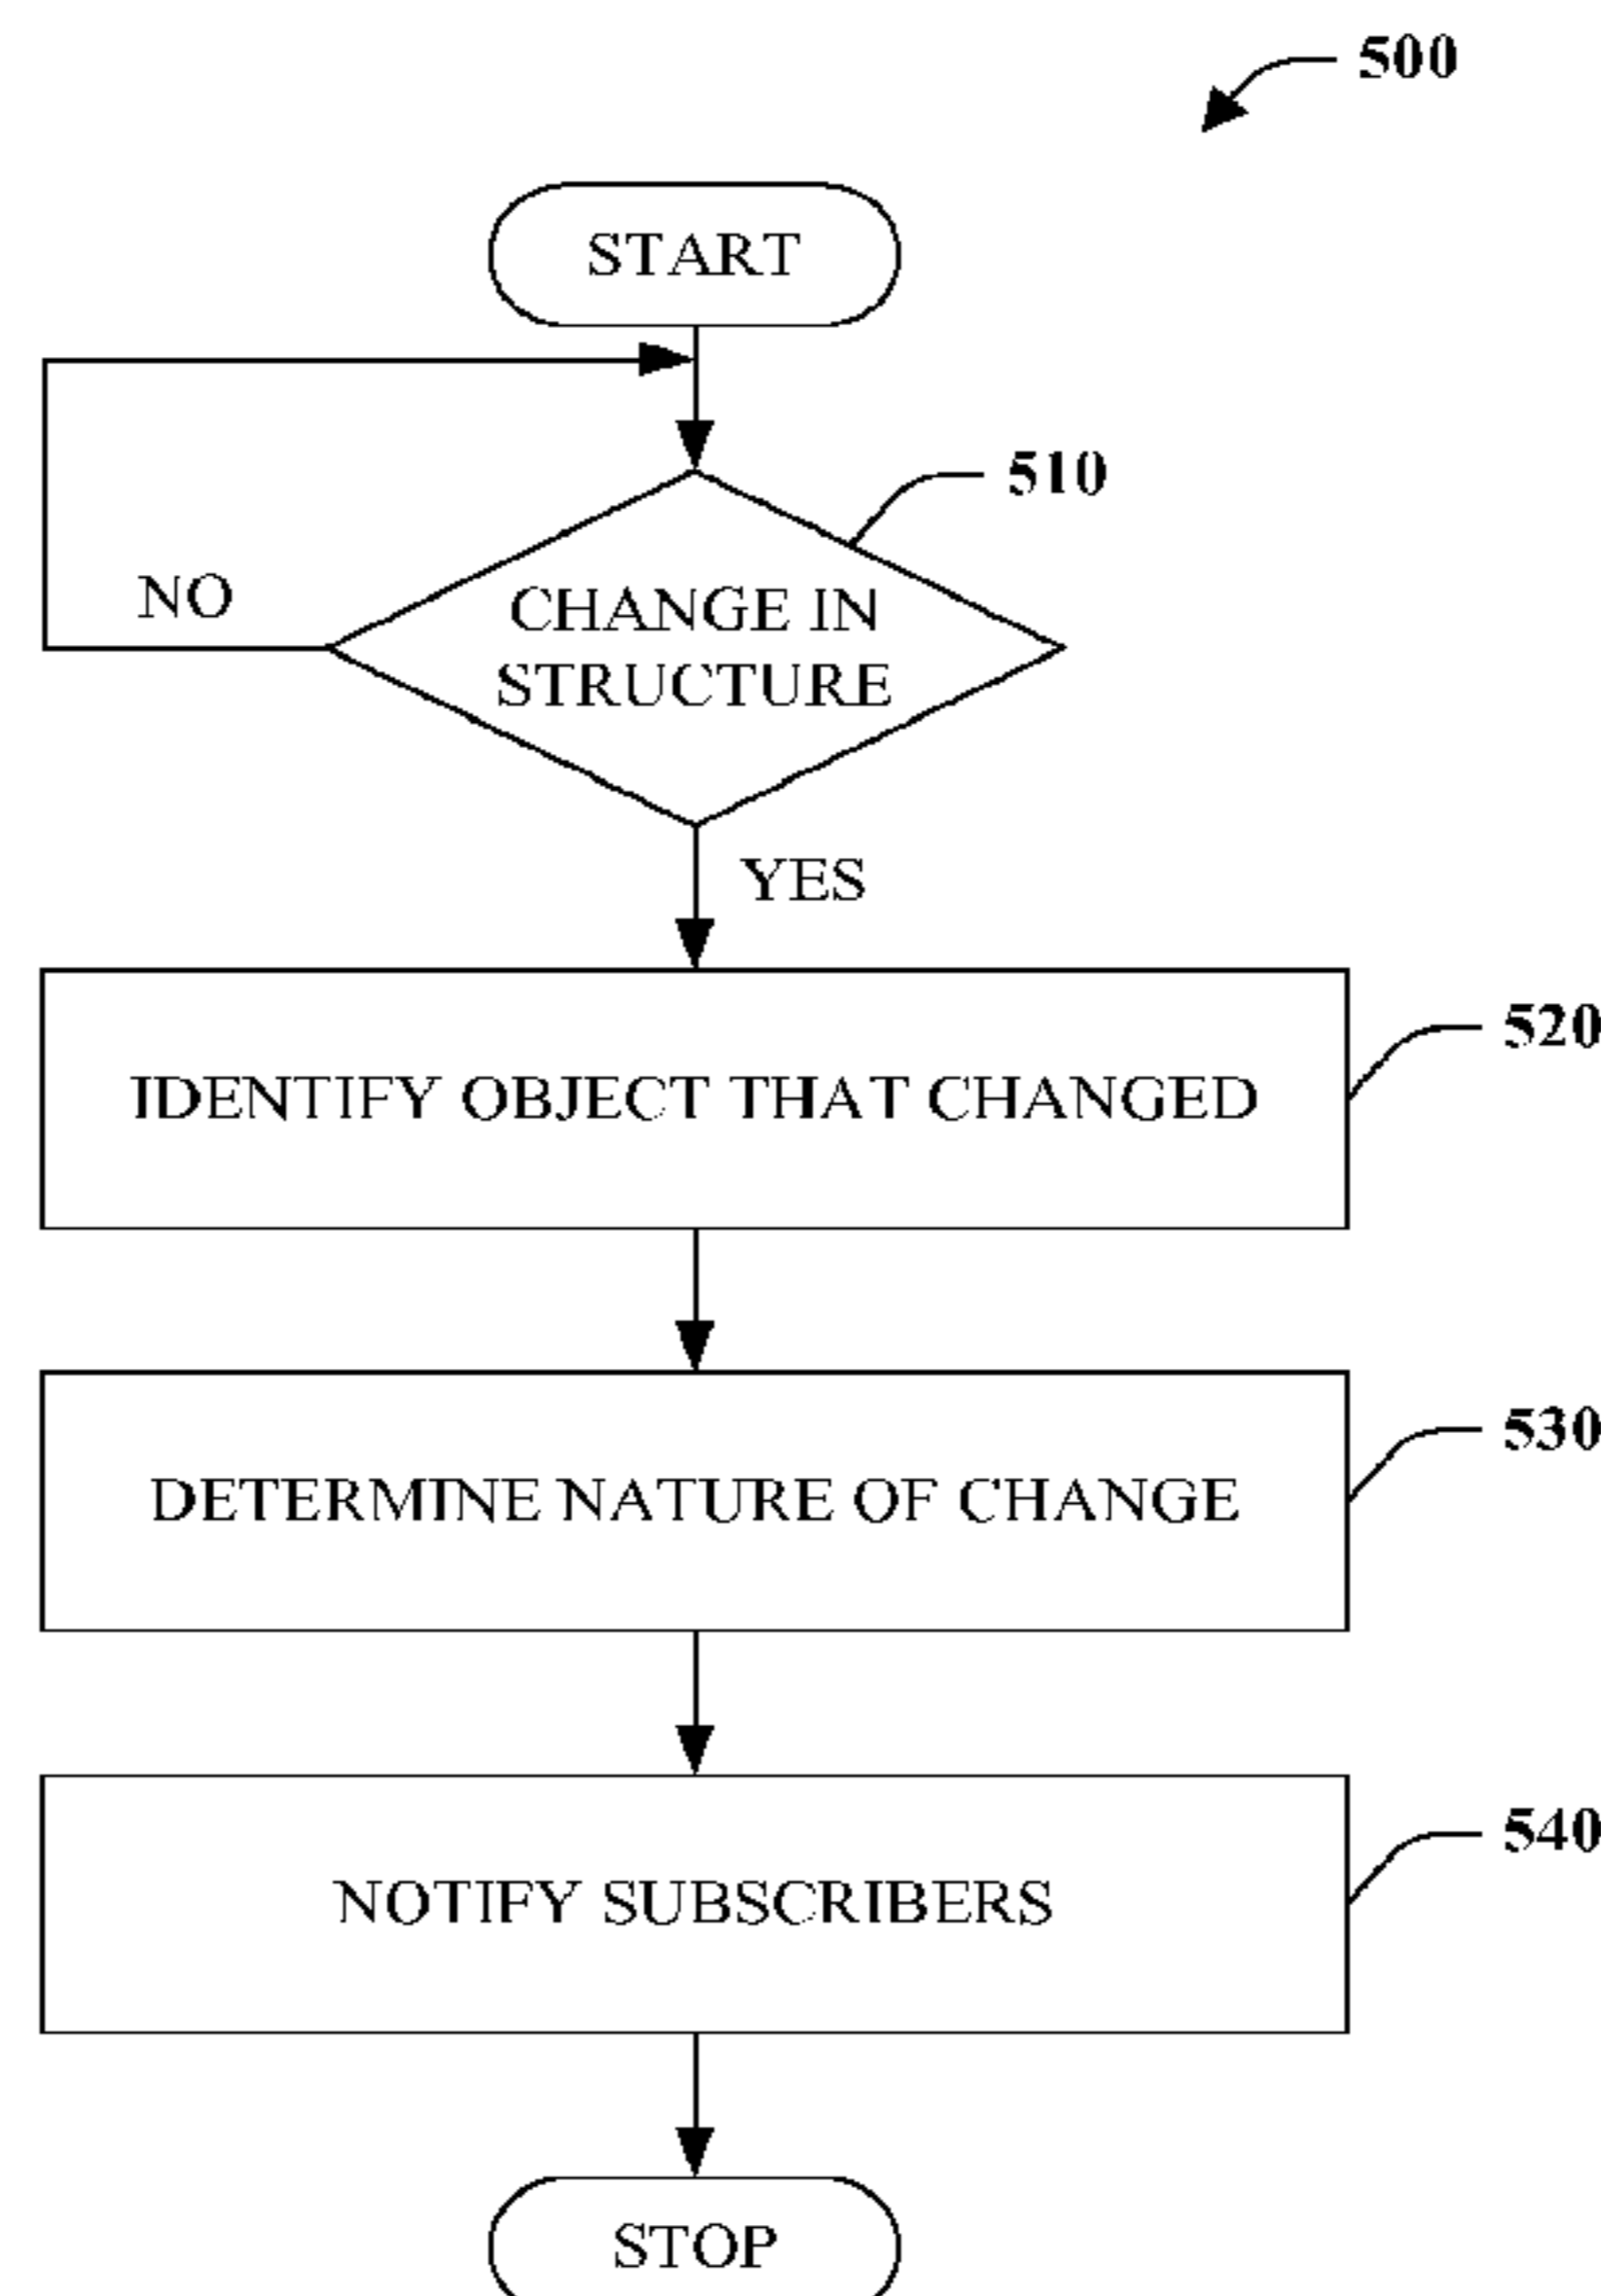 500
START
510
NO
CHANGE IN
STRUCTURE
YES
520
IDENTIFY OBJECT THAT CHANGED
530
DETERMINE NATURE OF CHANGE
540
NOTIFY SUBSCRIBERS
STOP